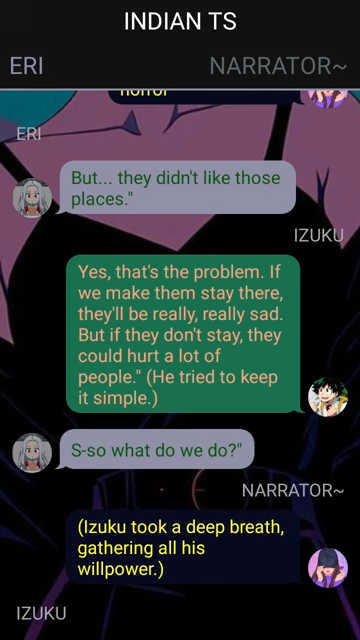 INDIAN TS
ERI
NARRATOR~
horror
ERI
But... they didn't like those
places."
IZUKU
Yes, that's the problem. If
we make them stay there,
they'll be really, really sad.
But if they don't stay, they
could hurt a lot of
people." (He tried to keep
it simple.)
S-so what do we do?"
NARRATOR~
(Izuku took a deep breath,
gathering all his
willpower.)
IZUKU